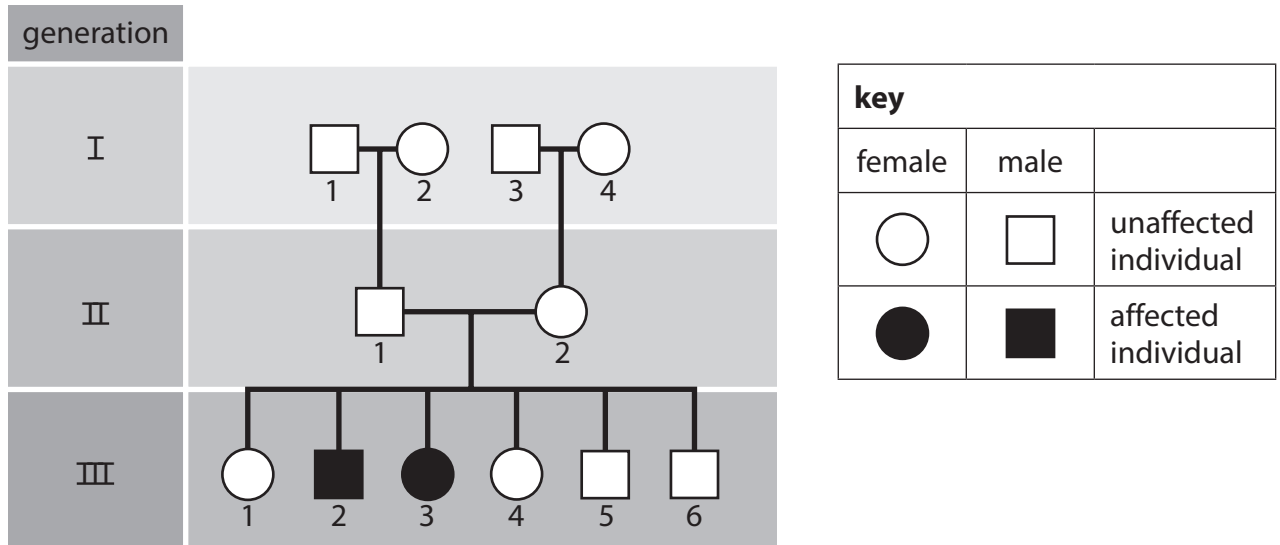 generation
I
1 2 3 4
II
1 2
III
1 2 3 4 5 6
key
female male
unaffected
individual
affected
individual